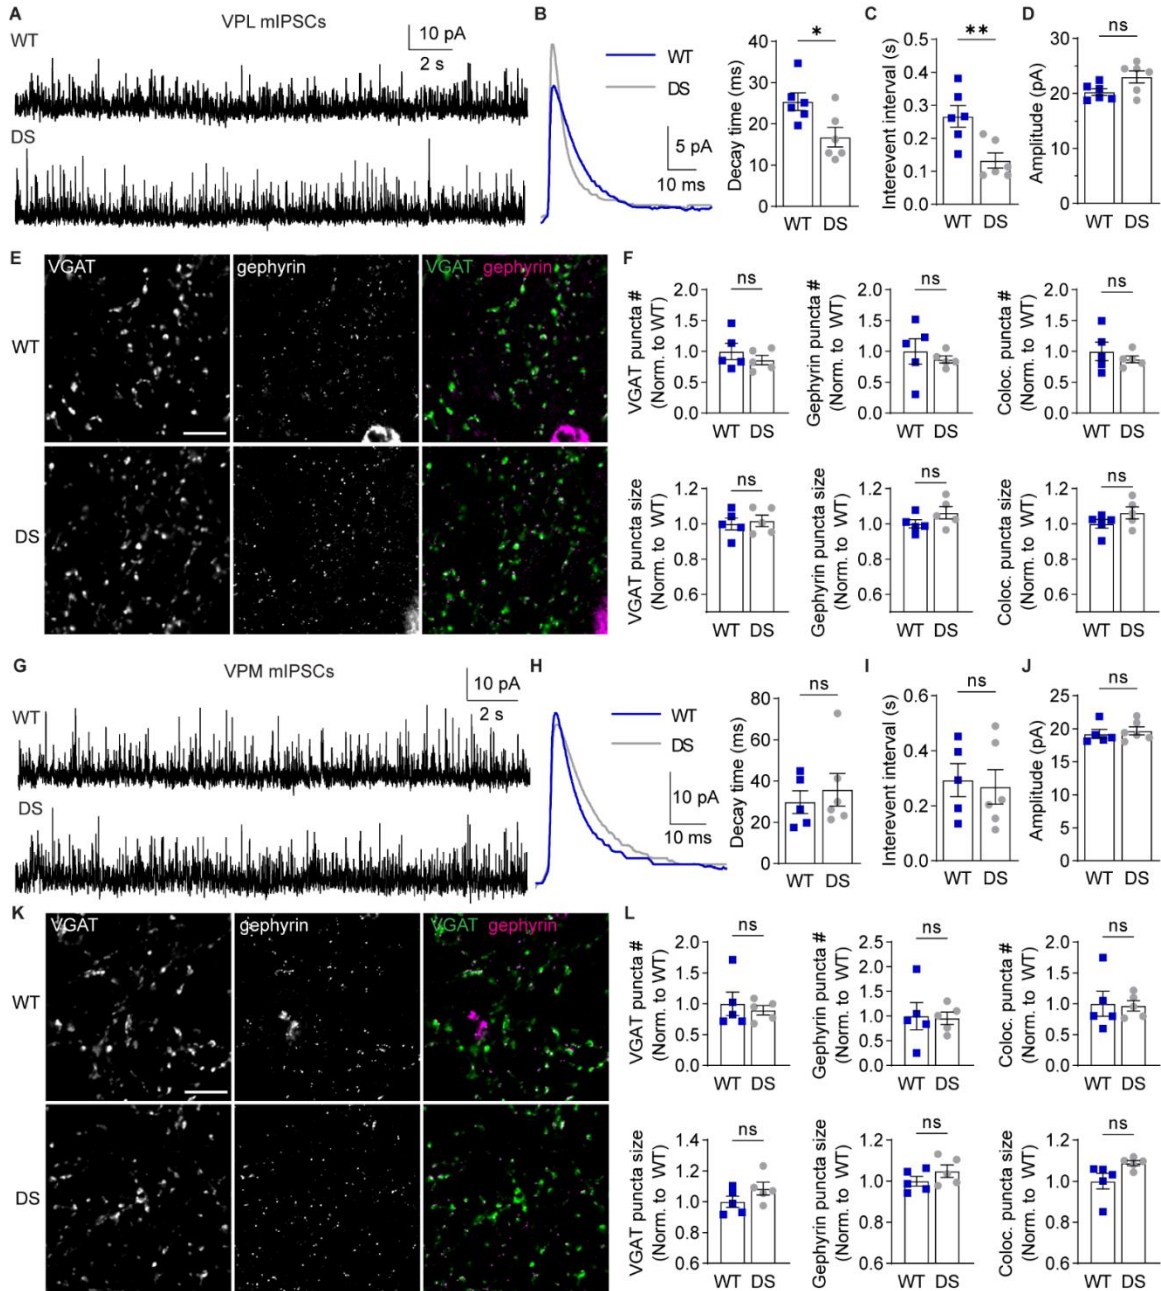 A
VPL mIPSCs
WT
10 pA
2 s
DS
B
WT
DS
5 pA
10 ms
Decay time (ms)
40
30
20
10
0
*
WT DS
C
Interevent interval (s)
0.5
0.4
0.3
0.2
0.1
0
**
WT DS
D
Amplitude (pA)
30
20
10
0
ns
WT DS
E
VGAT
gephyrin
VGAT gephyrin
WT
DS
F
VGAT puncta #
(Norm. to WT)
2.0
1.5
1.0
0.5
0.0
ns
WT DS
Gephyrin puncta #
(Norm. to WT)
2.0
1.5
1.0
0.5
0.0
ns
WT DS
Coloc. puncta #
(Norm. to WT)
2.0
1.5
1.0
0.5
0.0
ns
WT DS
VGAT puncta size
(Norm. to WT)
1.2
1.0
0.8
0.6
ns
WT DS
Gephyrin puncta size
(Norm. to WT)
1.2
1.0
0.8
0.6
ns
WT DS
Coloc. puncta size
(Norm. to WT)
1.2
1.0
0.8
0.6
ns
WT DS
G
VPM mIPSCs
WT
10 pA
2 s
DS
H
WT
DS
10 pA
10 ms
Decay time (ms)
80
60
40
20
0
ns
WT DS
I
Interevent interval (s)
0.6
0.4
0.2
0.0
ns
WT DS
J
Amplitude (pA)
25
20
15
10
5
0
ns
WT DS
K
VGAT
gephyrin
VGAT gephyrin
WT
DS
L
VGAT puncta #
(Norm. to WT)
2.0
1.5
1.0
0.5
0.0
ns
WT DS
Gephyrin puncta #
(Norm. to WT)
2.5
2.0
1.5
1.0
0.5
0.0
ns
WT DS
Coloc. puncta #
(Norm. to WT)
2.0
1.5
1.0
0.5
0.0
ns
WT DS
VGAT puncta size
(Norm. to WT)
1.4
1.2
1.0
0.8
0.6
ns
WT DS
Gephyrin puncta size
(Norm. to WT)
1.2
1.0
0.8
0.6
ns
WT DS
Coloc. puncta size
(Norm. to WT)
1.2
1.0
0.8
0.6
ns
WT DS